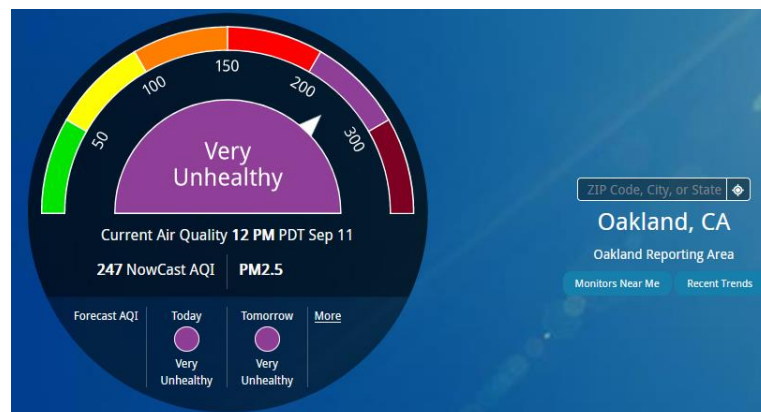 50
100
150
200
300
Very
Unhealthy
Current Air Quality 12 PM PDT Sep 11
247 NowCast AQI PM2.5
Forecast AQI
Today
Very
Unhealthy
Tomorrow
Very
Unhealthy
More
ZIP Code, City, or State
Oakland, CA
Oakland Reporting Area
Monitors Near Me
Recent Trends